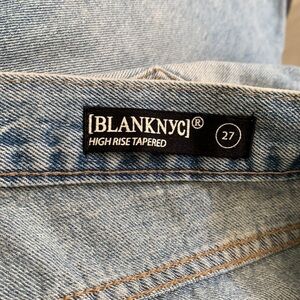 [BLANKNYC]®
HIGH RISE TAPERED
27